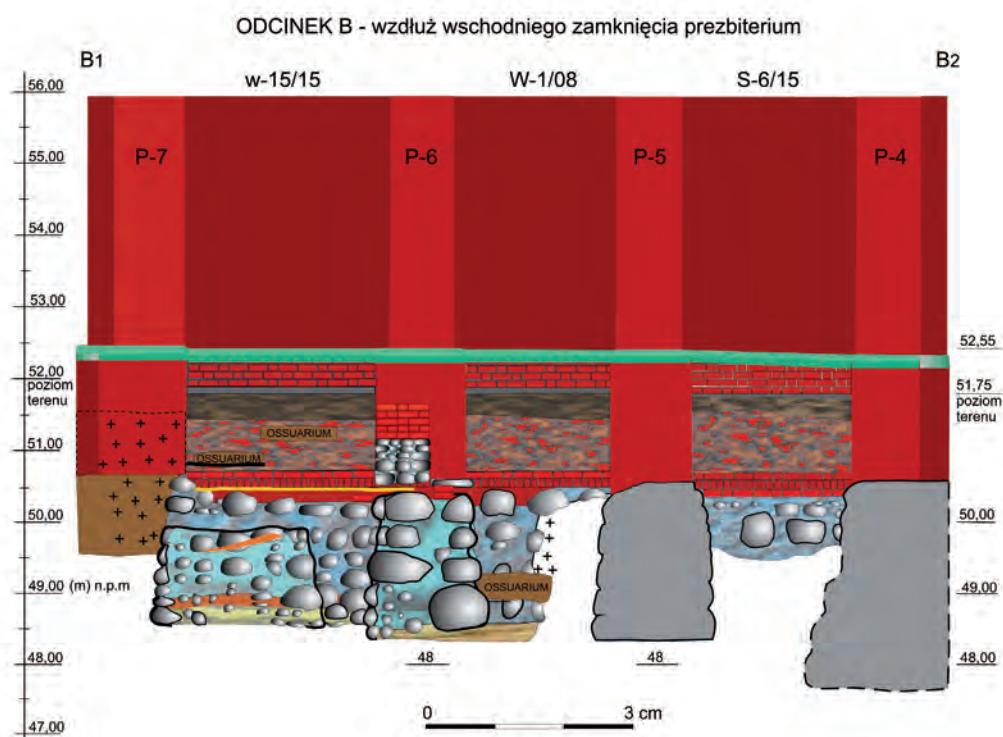 ODCINEK B - wzdłuż wschodniego zamknięcia prezbiterium
B1
B2
w-15/15
W-1/08
S-6/15
56,00
55,00
54,00
53,00
52,00
poziom
terenu
51,00
50,00
49,00
(m) n.p.m
48,00
47,00
P-7
P-6
P-5
P-4
52,55
51,75
poziom
terenu
50,00
49,00
48,00
OSSUARIUM
OSSUARIUM
OSSUARIUM
48
48
0
3 cm